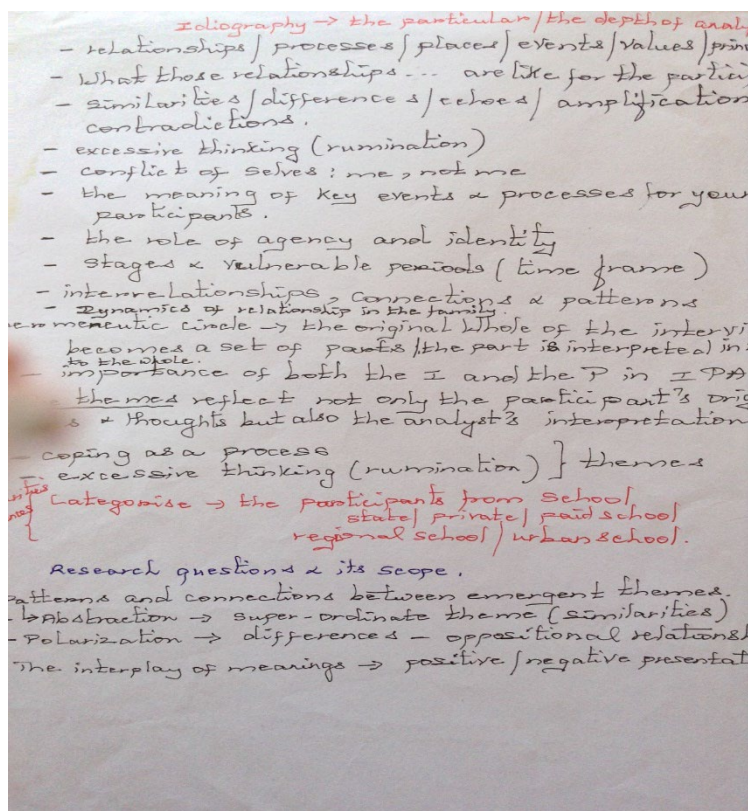 Idiography → the particular/the depth of analy
- relationships/processes/places/events/values/prin
- What those relationships... are like for the partici
- similarities/differences/echoes/amplification
contradictions.
- excessive thinking (rumination)
- conflict of selves: me, not me
- the meaning of key events & processes for your
participants.
- the role of agency and identity
- stages & vulnerable periods (time frame)
- interrelationships, connections & patterns
- Dynamics of relationship in the family.
ermeneutic circle → the original whole of the intervi
becomes a set of parts/the part is interpreted in
to the whole.
- importance of both the I and the P in IPA
themes reflect not only the participant's orig
s & thoughts but also the analyst's interpretation
- coping as a process
- excessive thinking (rumination) } themes
Categorise → the participants from school
state/private/paid school
regional school/urban school.
Research questions & its scope.
Patterns and connections between emergent themes.
- ↳Abstraction → super-ordinate theme (similarities)
- Polarization → differences - oppositional relationsh
The interplay of meanings → positive/negative presentat